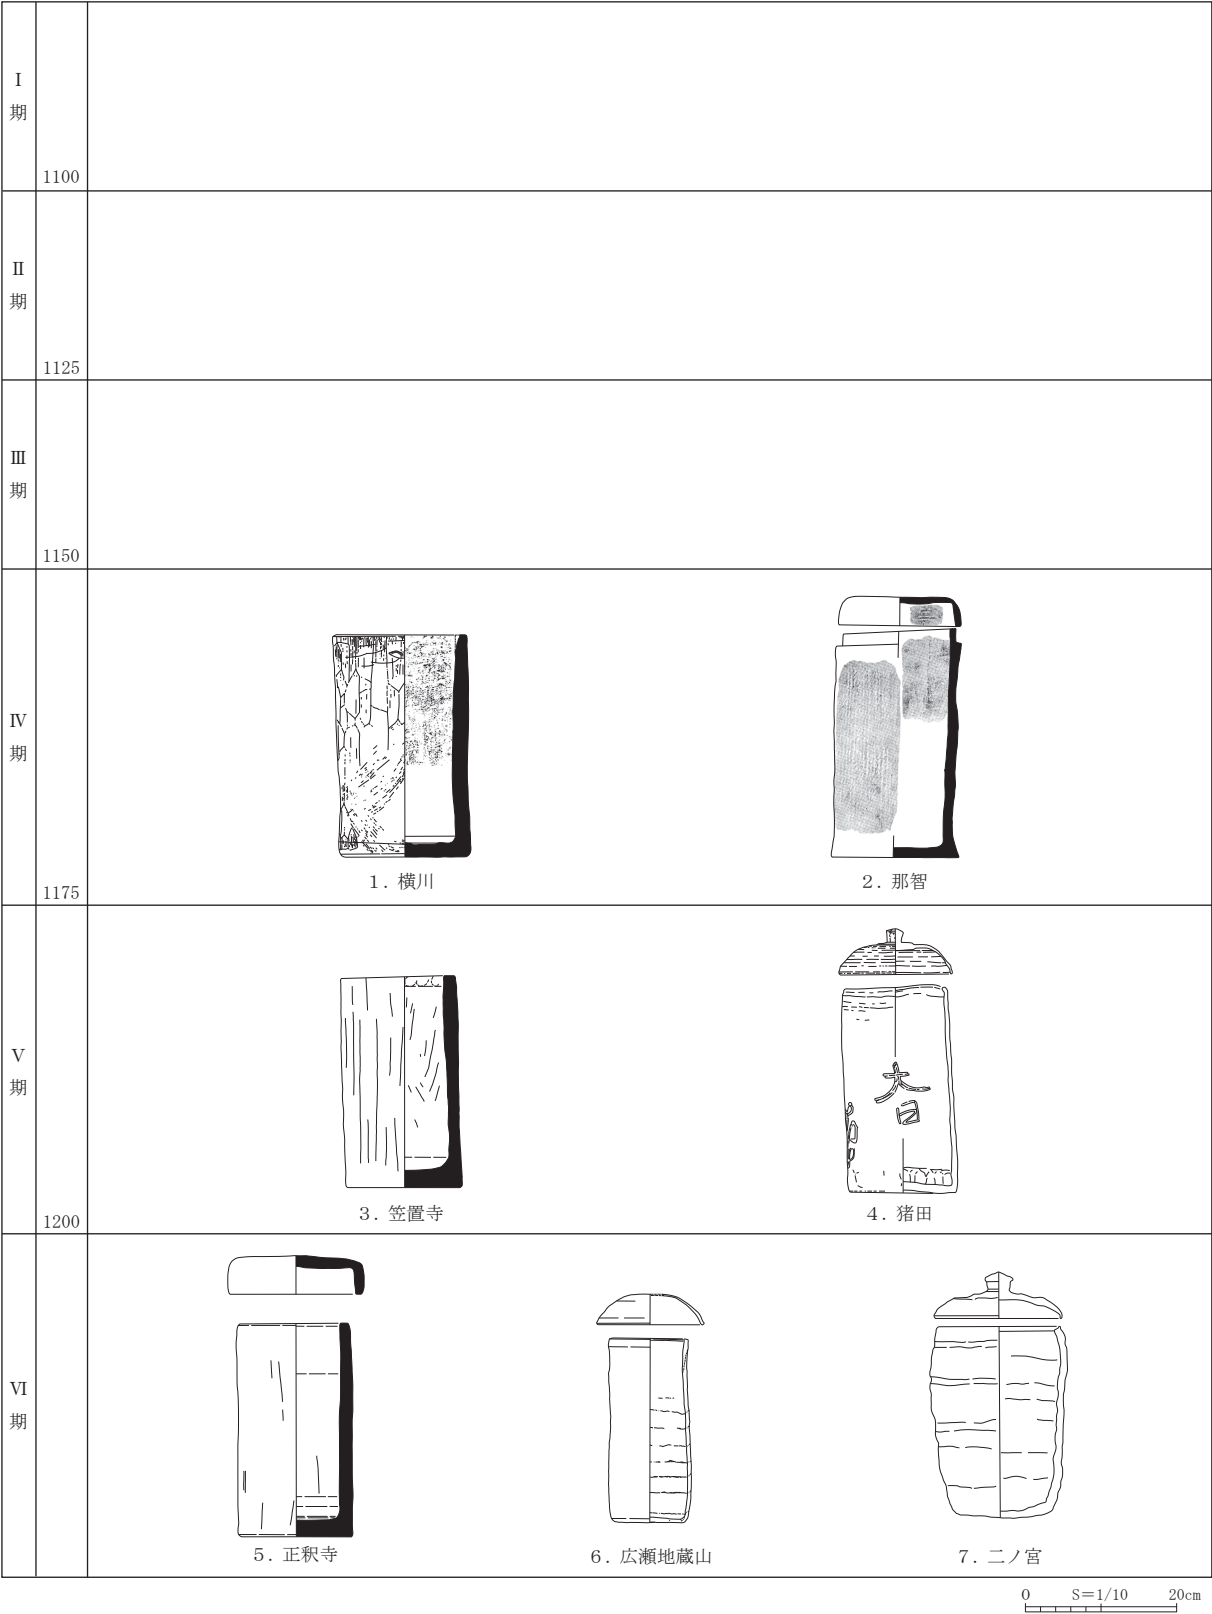 Ⅰ
期
1100
Ⅱ
期
1125
Ⅲ
期
1150
Ⅳ
期
1175
1. 横川
2. 那智
Ⅴ
期
1200
大
3. 笠置寺
4. 猪田
Ⅵ
期
5. 正釈寺
6. 広瀬地蔵山
7. 二ノ宮
0 S=1/10 20cm